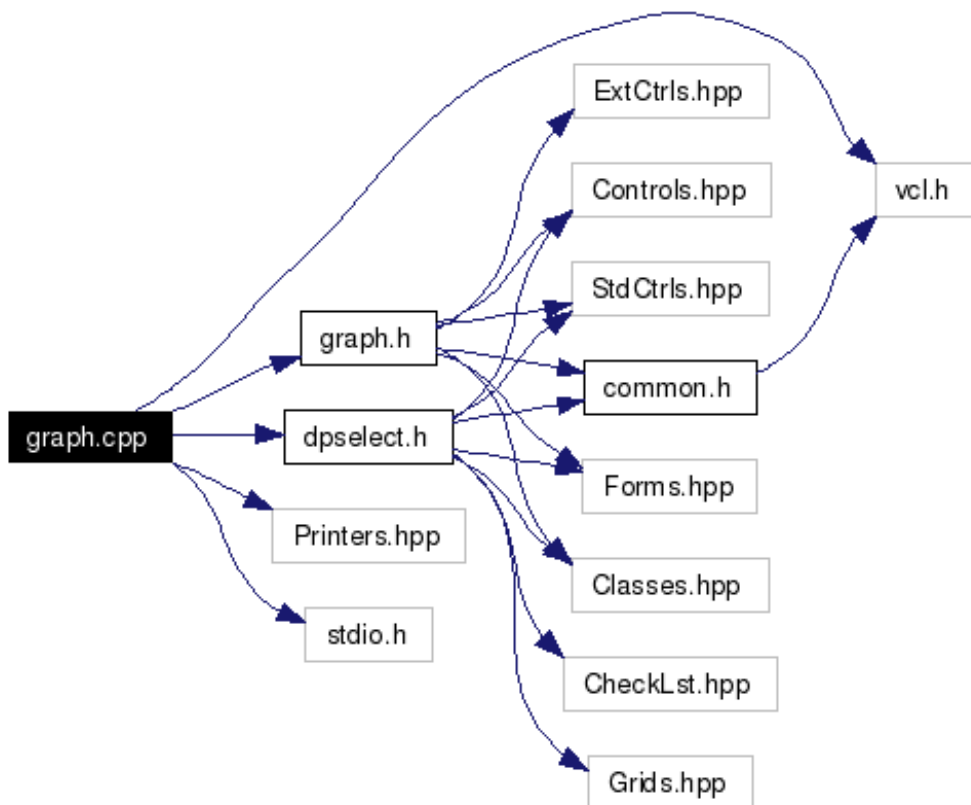 ExtCtrls.hpp
Controls.hpp
vcl.h
StdCtrls.hpp
graph.h
common.h
graph.cpp
dpselect.h
Forms.hpp
Printers.hpp
Classes.hpp
stdio.h
CheckLst.hpp
Grids.hpp